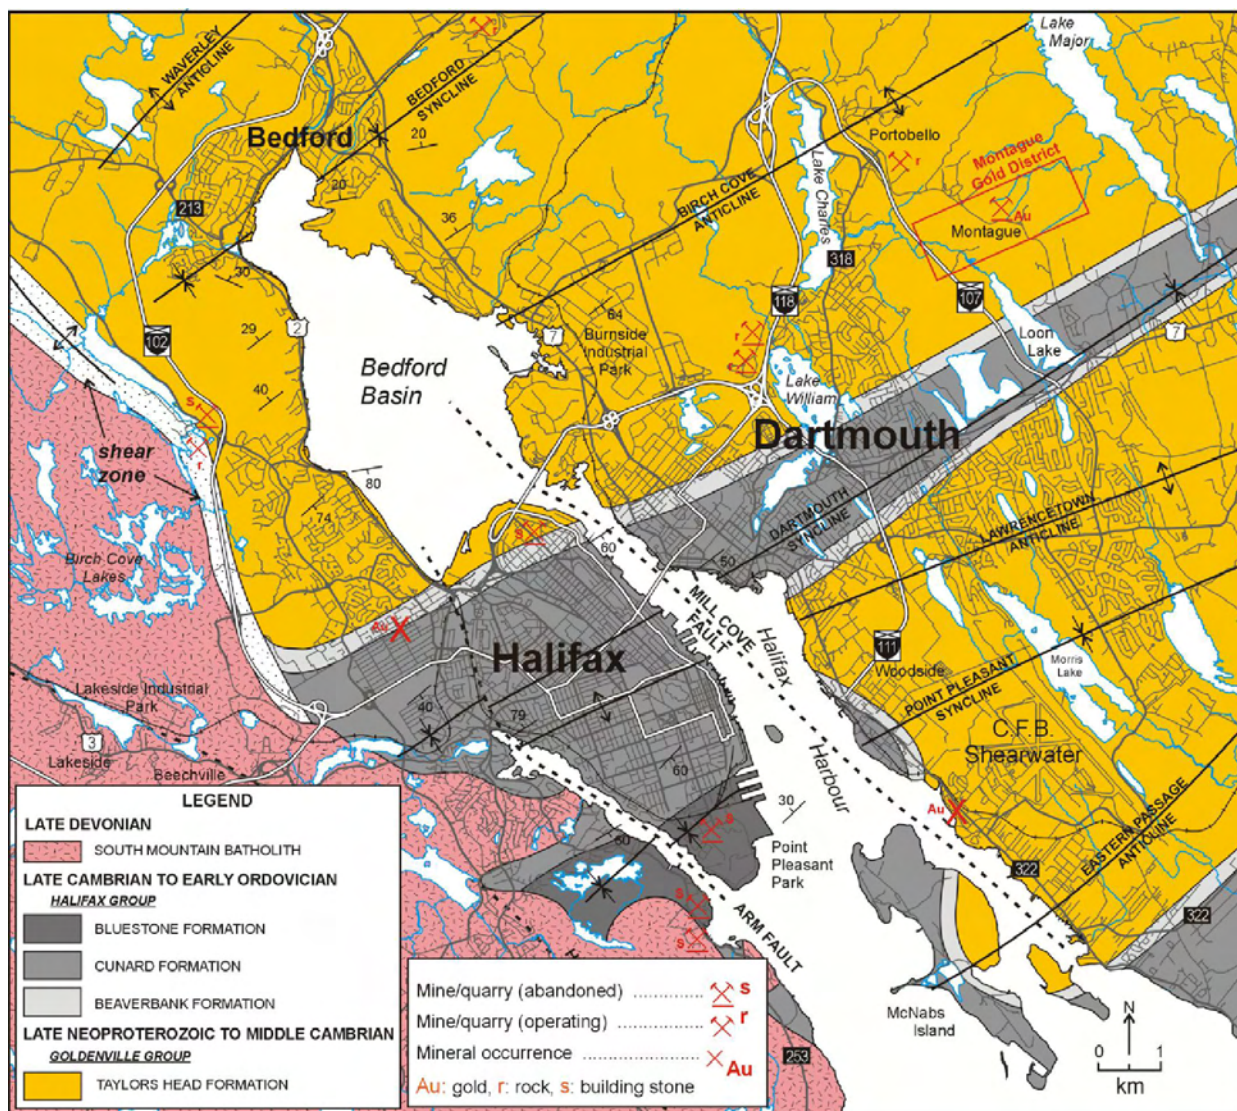 Lake
Major
WAVERLEY
ANTICLINE
r
BEDFORD
SYNCLINE
Bedford
20
Portobello
r
Montague
Gold District
Au
Montague
Lake Charles
BIRCH COVE
ANTICLINE
20
213
36
30
318
118
107
7
64
7
Burnside
Industrial
Park
r
r
Loon
Lake
29
2
102
Bedford
Basin
Lake
William
40
s
r
shear
zone
Dartmouth
80
74
s
60
50
DARTMOUTH
SYNCLINE
LAWRENCETOWN
ANTICLINE
Birch Cove
Lakes
MILL COVE
FAULT
Halifax
Harbour
Au
Halifax
111
Woodside
Morris
Lake
POINT PLEASANT
SYNCLINE
Lakeside Industrial
Park
40
79
60
3
Lakeside
Beechville
C.F.B.
Shearwater
30
Au
s
60
Point
Pleasant
Park
EASTERN PASSAGE
ANTICLINE
322
322
s
s
ARM FAULT
McNabs
Island
253
N
0 1
km
LEGEND
LATE DEVONIAN
SOUTH MOUNTAIN BATHOLITH
LATE CAMBRIAN TO EARLY ORDOVICIAN
HALIFAX GROUP
BLUESTONE FORMATION
CUNARD FORMATION
BEAVERBANK FORMATION
LATE NEOPROTEROZOIC TO MIDDLE CAMBRIAN
GOLDENVILLE GROUP
TAYLORS HEAD FORMATION
Mine/quarry (abandoned) .............. s
Mine/quarry (operating) ................ r
Mineral occurrence ...................... Au
Au: gold, r: rock, s: building stone